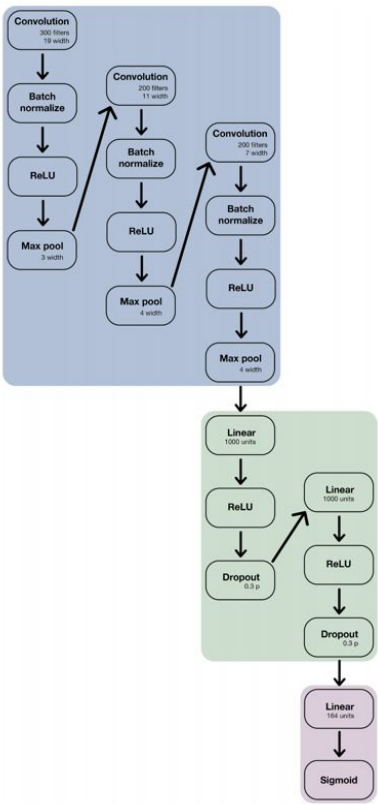 Convolution
300 filters
19 width
Batch
normalize
ReLU
Max pool
3 width
Convolution
200 filters
11 width
Batch
normalize
ReLU
Max pool
4 width
Convolution
200 filters
7 width
Batch
normalize
ReLU
Max pool
4 width
Linear
1000 units
ReLU
Dropout
0.3 p
Linear
1000 units
ReLU
Dropout
0.3 p
Linear
164 units
Sigmoid